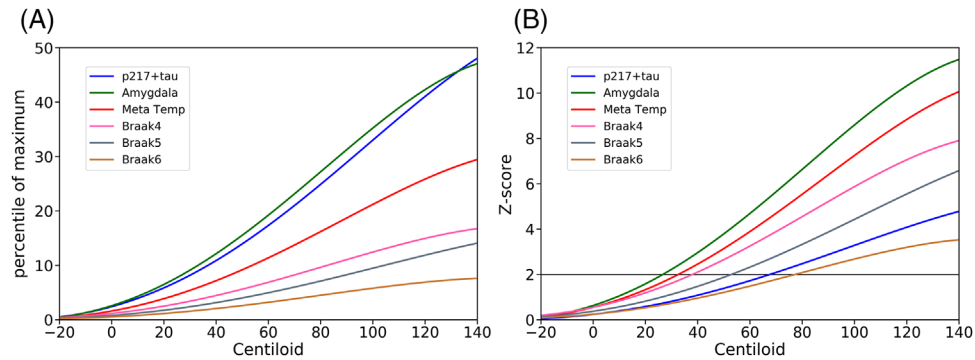 (A)
percentile of maximum
50
40
30
20
10
0
p217+tau
Amygdala
Meta Temp
Braak4
Braak5
Braak6
−20 0 20 40 60 80 100 120 140
Centiloid
(B)
Z-score
12
10
8
6
4
2
0
p217+tau
Amygdala
Meta Temp
Braak4
Braak5
Braak6
−20 0 20 40 60 80 100 120 140
Centiloid